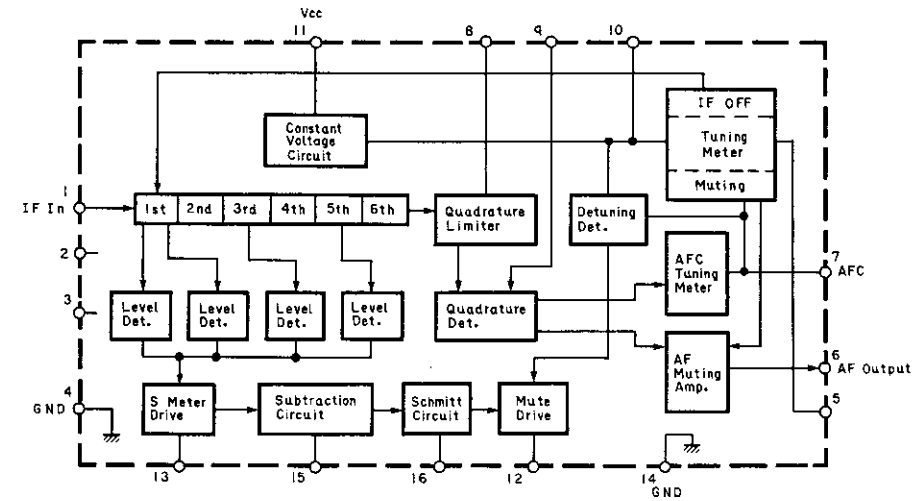 Vcc
11
8
9
10
IF OFF
Constant
Voltage
Circuit
Tuning
Meter
Muting
1
IF In
1st
2nd
3rd
4th
5th
6th
Quadrature
Limiter
Detuning
Det.
2
AFC
Tuning
Meter
7
AFC
3
Level
Det.
Level
Det.
Level
Det.
Level
Det.
Quadrature
Det.
AF
Muting
Amp.
6
AF Output
4
GND
S Meter
Drive
Subtraction
Circuit
Schmitt
Circuit
Mute
Drive
5
13
15
16
12
14
GND